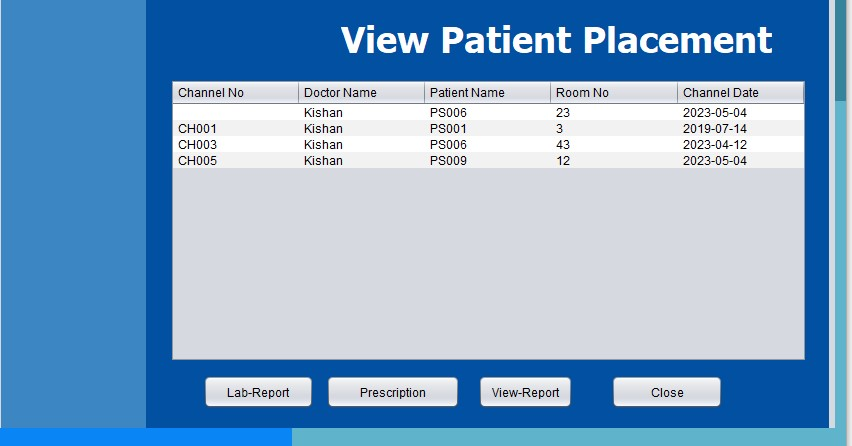 View Patient Placement
Channel No Doctor Name Patient Name Room No Channel Date
Kishan PS006 23 2023-05-04
CH001 Kishan PS001 3 2019-07-14
CH003 Kishan PS006 43 2023-04-12
CH005 Kishan PS009 12 2023-05-04
Lab-Report Prescription View-Report Close